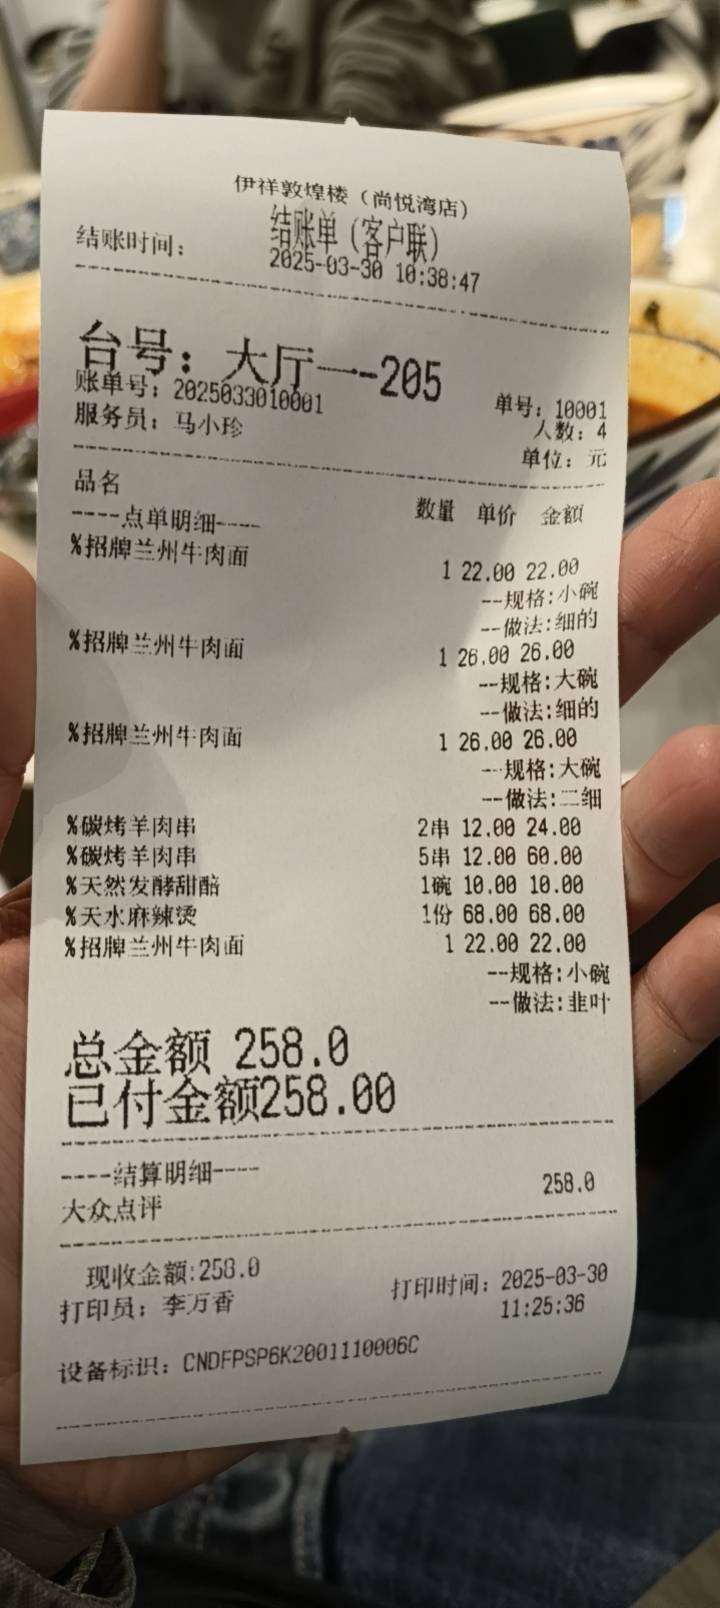 伊祥敦煌楼（尚悦湾店）
结账单（客户联）
结账时间： 2025-03-30 10:38:47
台号：大厅一-205
账单号：2025033010001 单号：10001
服务员：马小珍 人数：4
单位：元
品名 数量 单价 金额
----点单明细----
%招牌兰州牛肉面 1 22.00 22.00
--规格:小碗
--做法:细的
%招牌兰州牛肉面 1 26.00 26.00
--规格:大碗
--做法:细的
%招牌兰州牛肉面 1 26.00 26.00
--规格:大碗
--做法:二细
%碳烤羊肉串 2串 12.00 24.00
%碳烤羊肉串 5串 12.00 60.00
%天然发酵甜醅 1碗 10.00 10.00
%天水麻辣烫 1份 68.00 68.00
%招牌兰州牛肉面 1 22.00 22.00
--规格:小碗
--做法:韭叶
总金额 258.0
已付金额258.00
----结算明细----
大众点评 258.0
现收金额:258.0
打印员：李万香 打印时间：2025-03-30
11:25:36
设备标识：CNDFPSP6K2001110006C